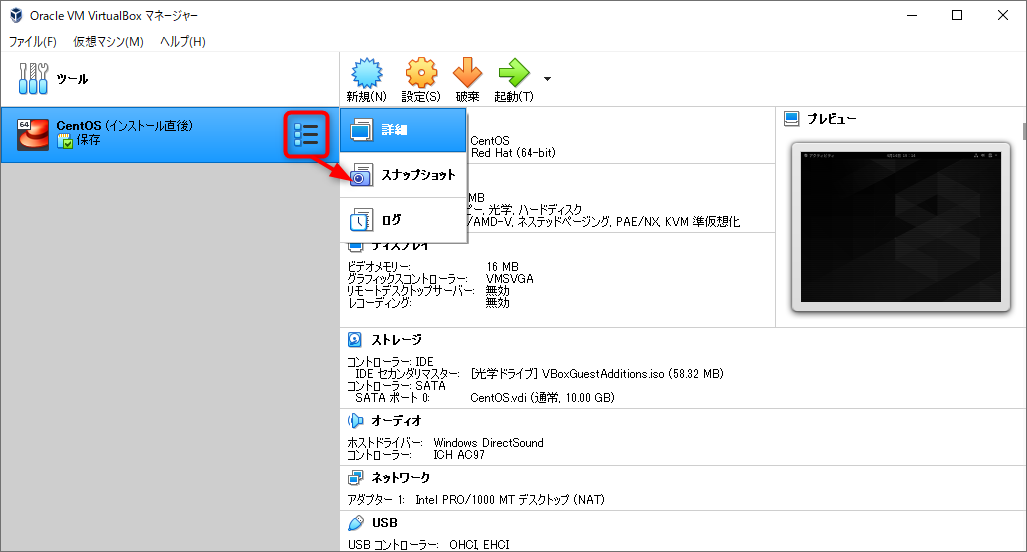 Oracle VM VirtualBox マネージャー
ファイル(F) 仮想マシン(M) ヘルプ(H)
ツール
新規(N) 設定(S) 破棄 起動(T)
64
CentOS (インストール直後)
保存
詳細
スナップショット
ログ
CentOS
Red Hat (64-bit)
MB
ピー, 光学, ハードディスク
/AMD-V, ネステッドページング, PAE/NX, KVM 準仮想化
プレビュー
ディスプレイ
ビデオメモリー: 16 MB
グラフィックスコントローラー: VMSVGA
リモートデスクトップサーバー: 無効
レコーディング: 無効
ストレージ
コントローラー: IDE
IDE セカンダリマスター: [光学ドライブ] VBoxGuestAdditions.iso (58.32 MB)
コントローラー: SATA
SATA ポート 0: CentOS.vdi (通常, 10.00 GB)
オーディオ
ホストドライバー: Windows DirectSound
コントローラー: ICH AC97
ネットワーク
アダプター 1: Intel PRO/1000 MT デスクトップ (NAT)
USB
USB コントローラー: OHCI, EHCI